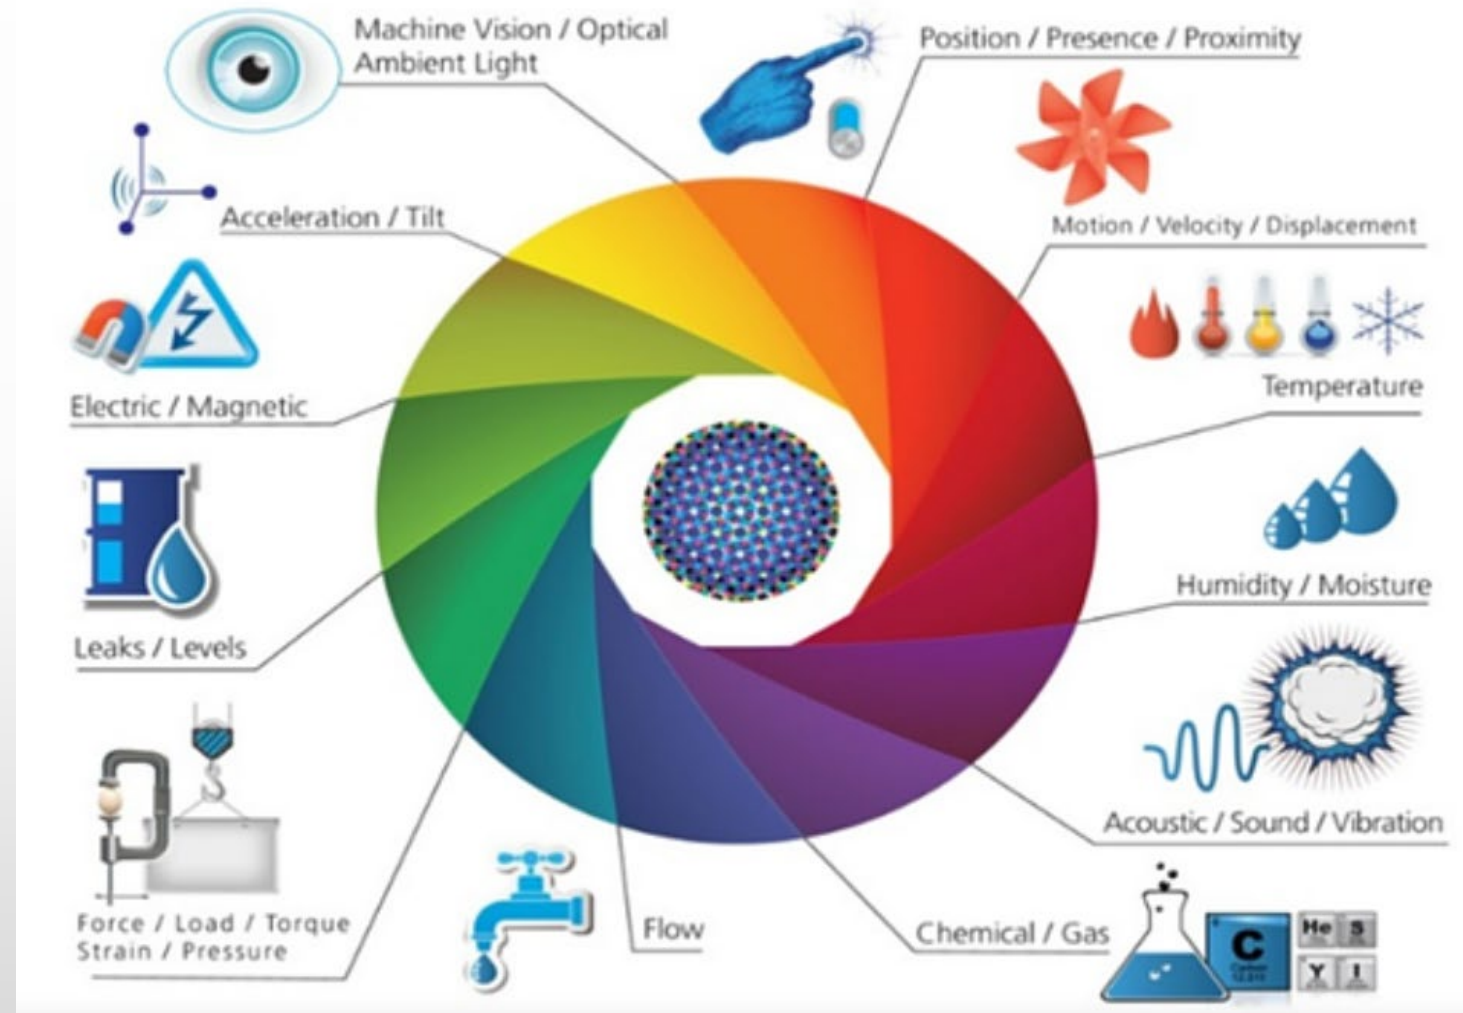 Machine Vision / Optical
Ambient Light
Position / Presence / Proximity
Acceleration / Tilt
Motion / Velocity / Displacement
Temperature
Electric / Magnetic
Humidity / Moisture
Leaks / Levels
Acoustic / Sound / Vibration
Force / Load / Torque
Strain / Pressure
Flow
Chemical / Gas
C
Carbon
He S
Y I